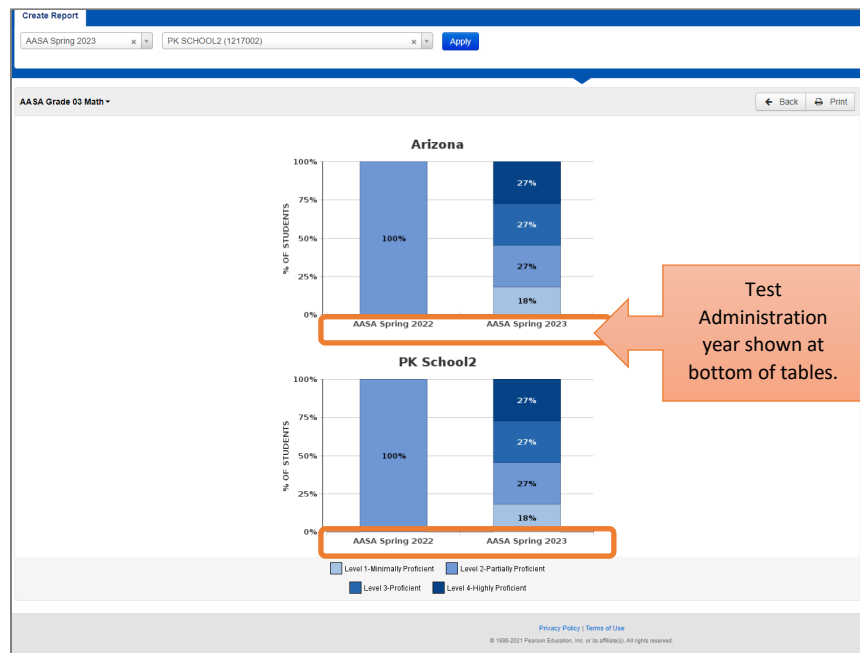 Create Report
AASA Spring 2023
PK SCHOOL2 (1217002)
Apply
AASA Grade 03 Math
Back
Print
Arizona
100%
75%
50%
25%
0%
% OF STUDENTS
100%
27%
27%
27%
18%
AASA Spring 2022
AASA Spring 2023
Test
Administration
year shown at
bottom of tables.
PK School2
100%
75%
50%
25%
0%
% OF STUDENTS
100%
27%
27%
27%
18%
AASA Spring 2022
AASA Spring 2023
Level 1-Minimally Proficient
Level 2-Partially Proficient
Level 3-Proficient
Level 4-Highly Proficient
Privacy Policy | Terms of Use
© 1998-2021 Pearson Education, Inc. or its affiliate(s). All rights reserved.